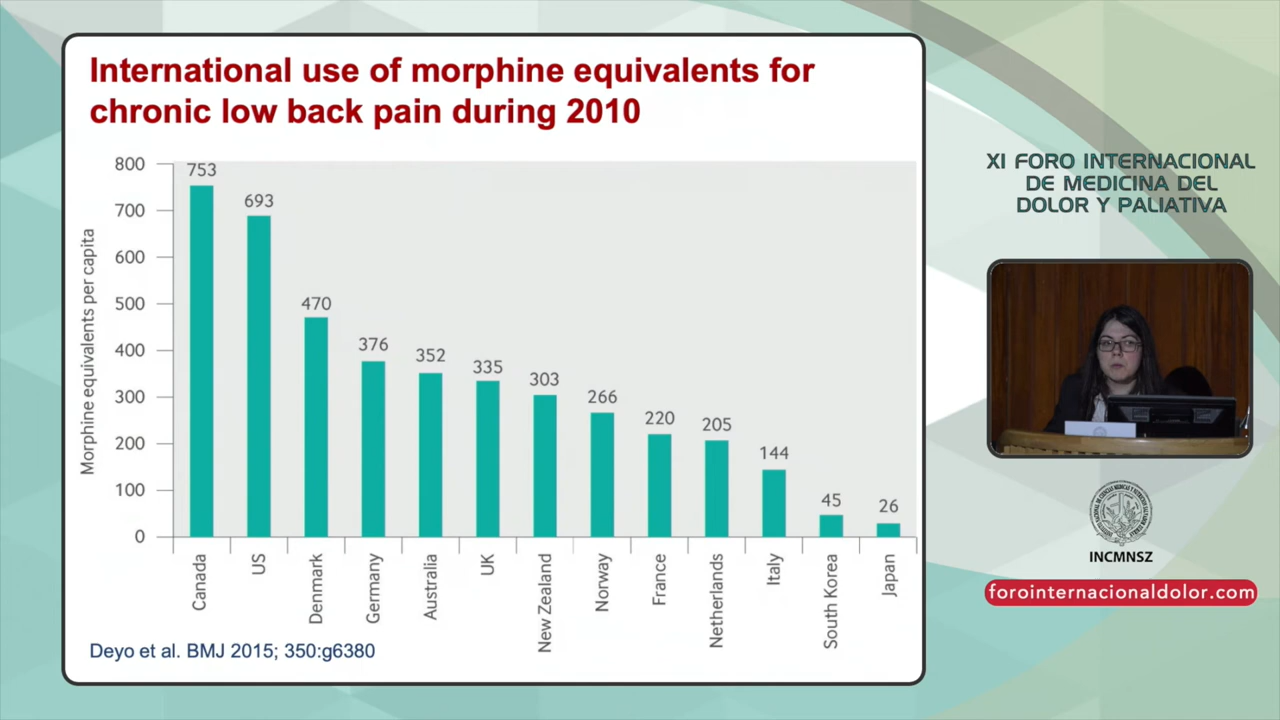 International use of morphine equivalents for
chronic low back pain during 2010
Morphine equivalents per capita
800
700
600
500
400
300
200
100
0
753
693
470
376
352
335
303
266
220
205
144
45
26
Canada
US
Denmark
Germany
Australia
UK
New Zealand
Norway
France
Netherlands
Italy
South Korea
Japan
Deyo et al. BMJ 2015; 350:g6380
XI FORO INTERNACIONAL
DE MEDICINA DEL
DOLOR Y PALIATIVA
INCMNSZ
forointernacionaldolor.com